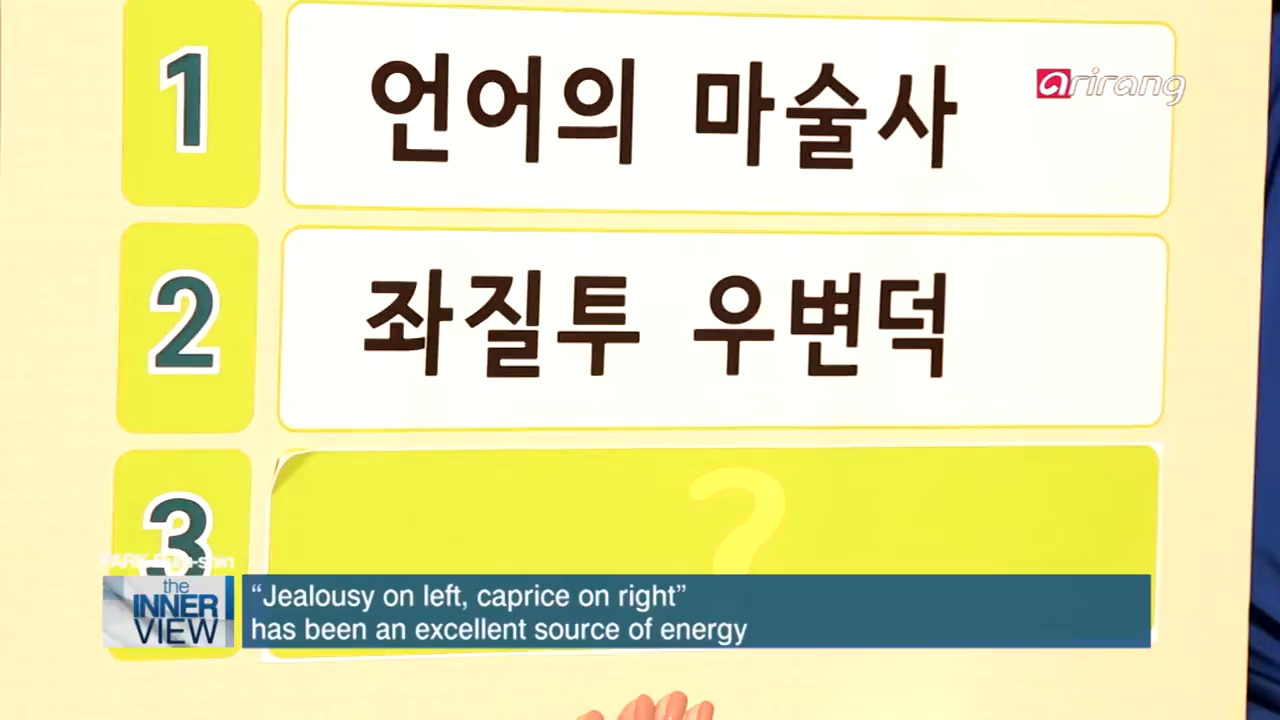 1 언어의 마술사
arirang
2 좌질투 우변덕
3
?
the
INNER
VIEW
“Jealousy on left, caprice on right”
has been an excellent source of energy